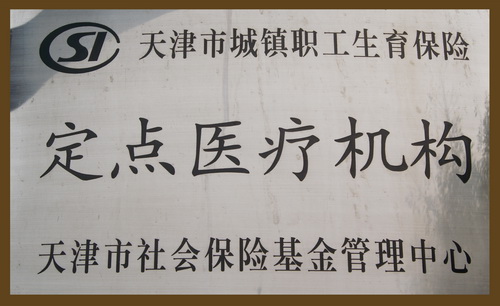 SI 天津市城镇职工生育保险
定点医疗机构
天津市社会保险基金管理中心